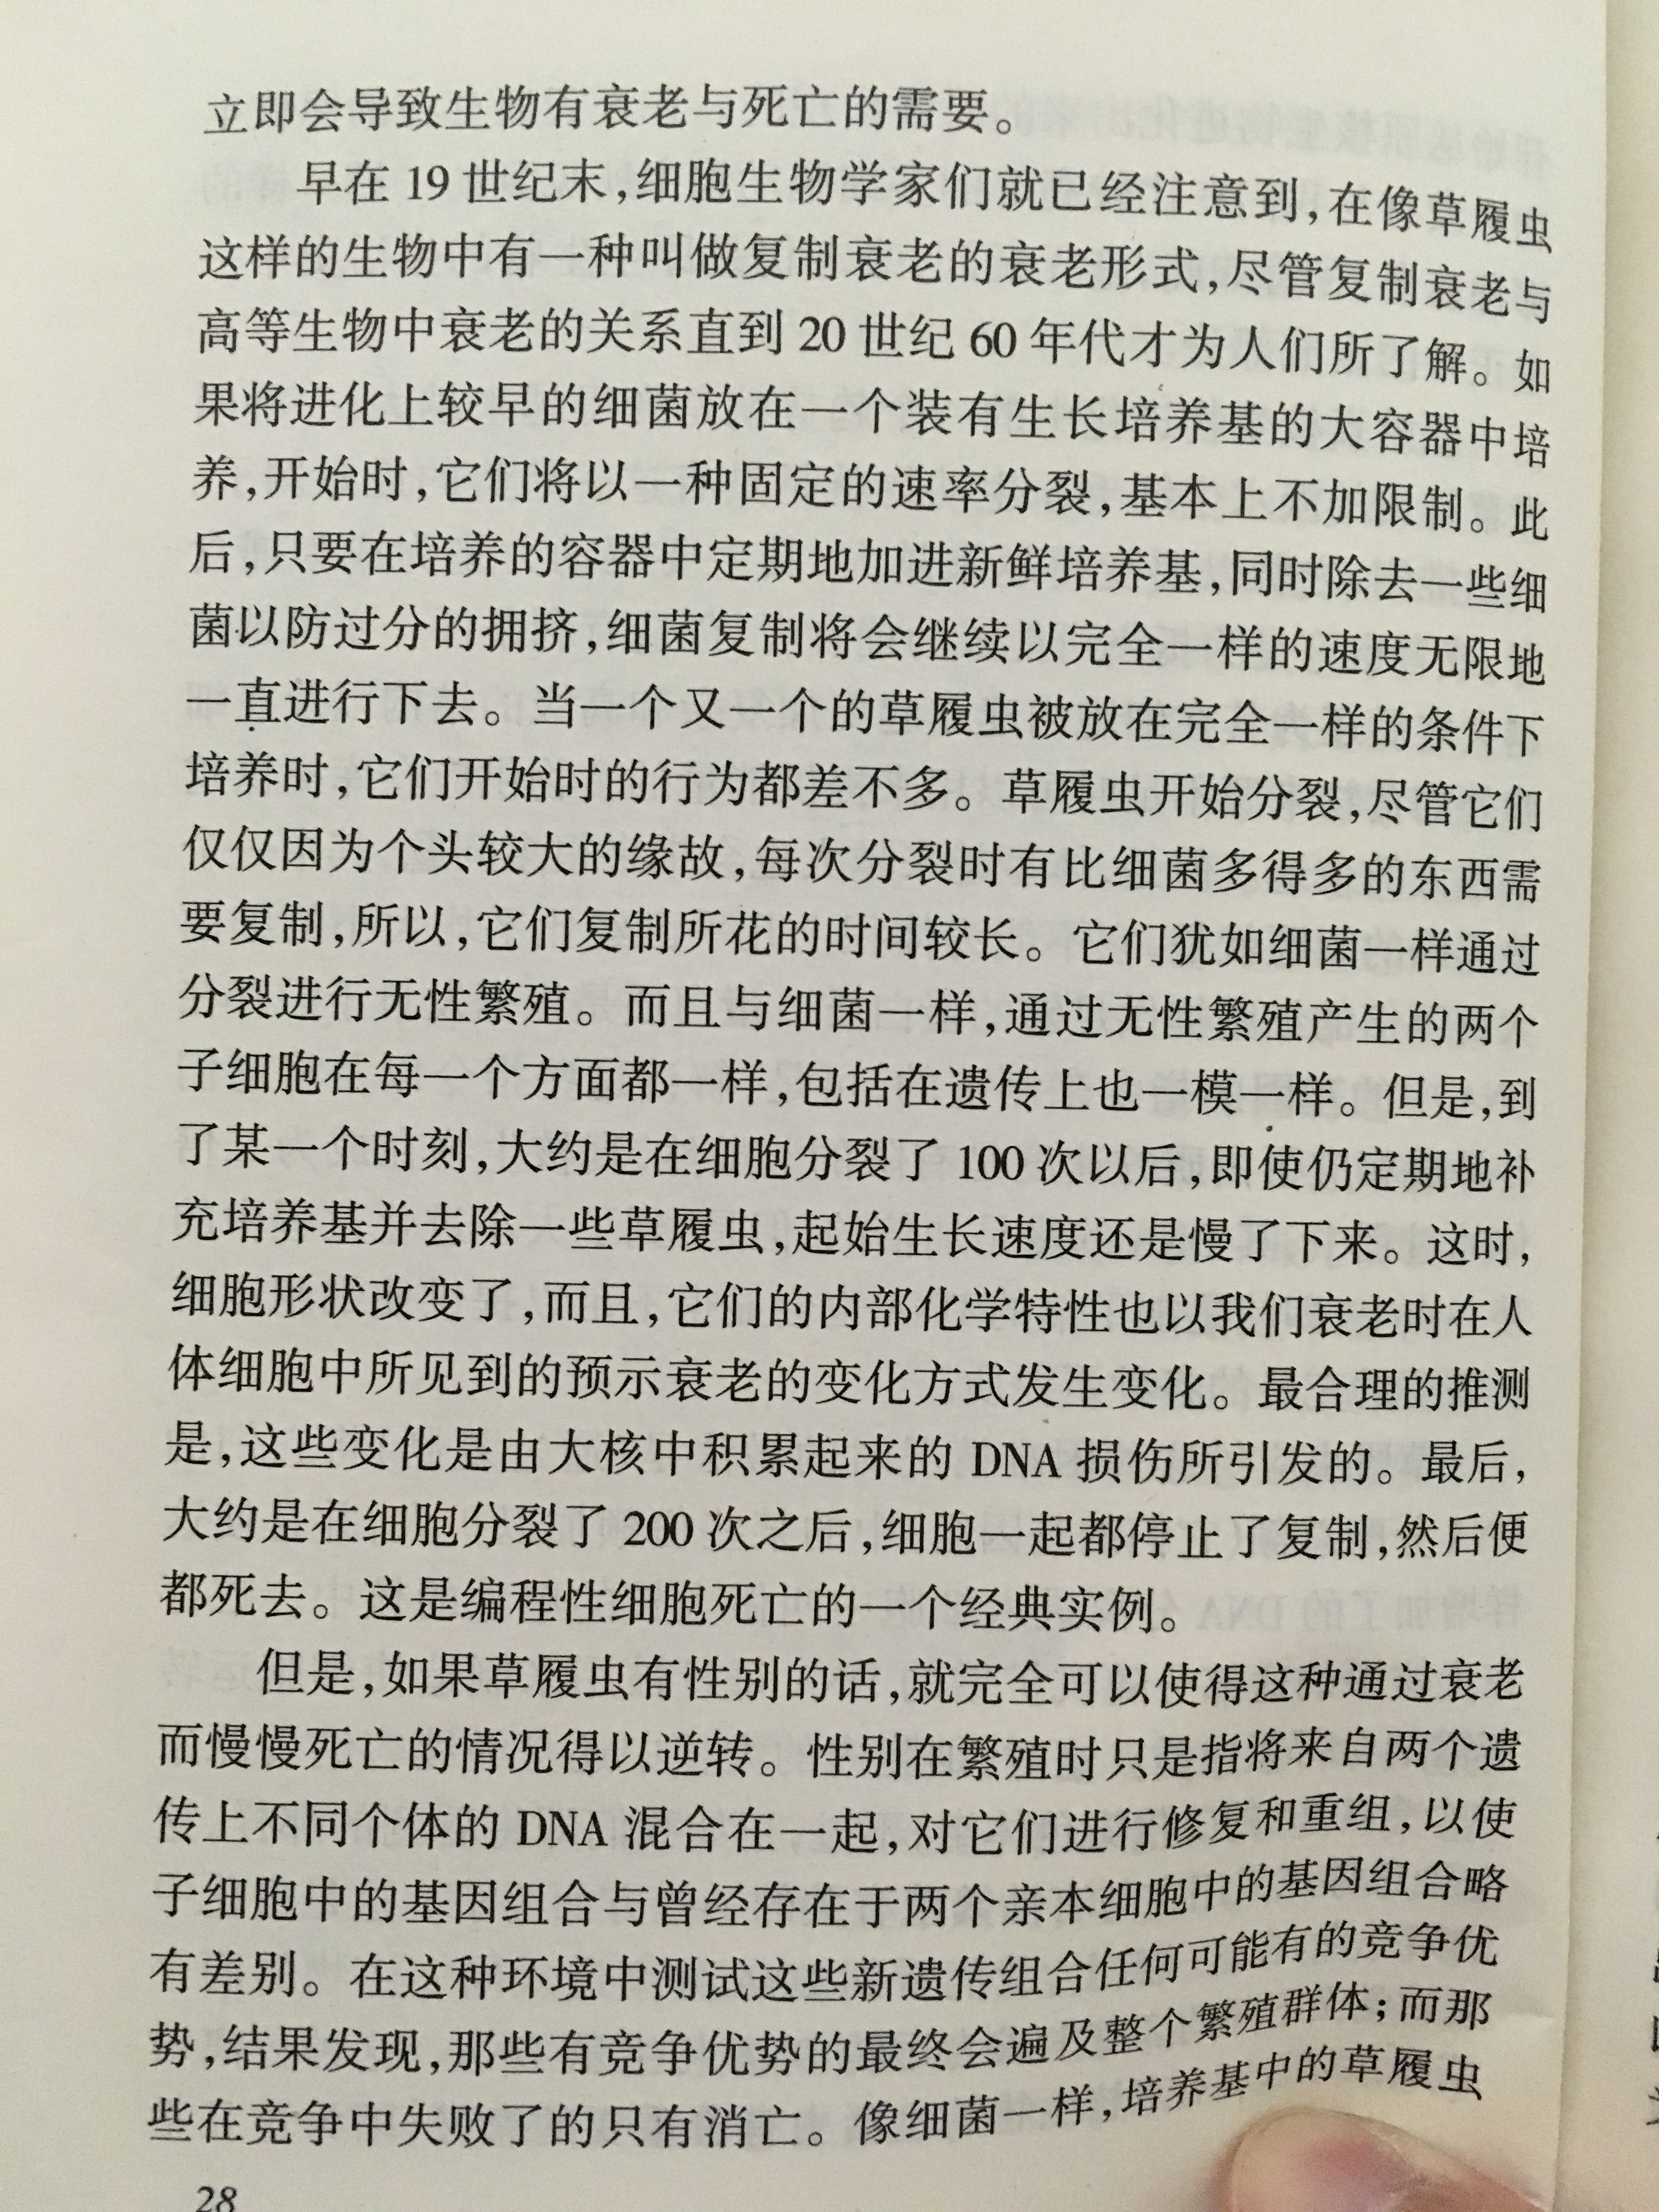 立即会导致生物有衰老与死亡的需要。
早在 19 世纪末,细胞生物学家们就已经注意到,在像草履虫
这样的生物中有一种叫做复制衰老的衰老形式,尽管复制衰老与
高等生物中衰老的关系直到 20 世纪 60 年代才为人们所了解。如
果将进化上较早的细菌放在一个装有生长培养基的大容器中培
养,开始时,它们将以一种固定的速率分裂,基本上不加限制。此
后,只要在培养的容器中定期地加进新鲜培养基,同时除去一些细
菌以防过分的拥挤,细菌复制将会继续以完全一样的速度无限地
一直进行下去。当一个又一个的草履虫被放在完全一样的条件下
培养时,它们开始时的行为都差不多。草履虫开始分裂,尽管它们
仅仅因为个头较大的缘故,每次分裂时有比细菌多得多的东西需
要复制,所以,它们复制所花的时间较长。它们犹如细菌一样通过
分裂进行无性繁殖。而且与细菌一样,通过无性繁殖产生的两个
子细胞在每一个方面都一样,包括在遗传上也一模一样。但是,到
了某一个时刻,大约是在细胞分裂了 100 次以后,即使仍定期地补
充培养基并去除一些草履虫,起始生长速度还是慢了下来。这时,
细胞形状改变了,而且,它们的内部化学特性也以我们衰老时在人
体细胞中所见到的预示衰老的变化方式发生变化。最合理的推测
是,这些变化是由大核中积累起来的 DNA 损伤所引发的。最后,
大约是在细胞分裂了 200 次之后,细胞一起都停止了复制,然后便
都死去。这是编程性细胞死亡的一个经典实例。
但是,如果草履虫有性别的话,就完全可以使得这种通过衰老
而慢慢死亡的情况得以逆转。性别在繁殖时只是指将来自两个遗
传上不同个体的 DNA 混合在一起,对它们进行修复和重组,以使
子细胞中的基因组合与曾经存在于两个亲本细胞中的基因组合略
有差别。在这种环境中测试这些新遗传组合任何可能有的竞争优
势,结果发现,那些有竞争优势的最终会遍及整个繁殖群体;而那
些在竞争中失败了的只有消亡。像细菌一样,培养基中的草履虫
28